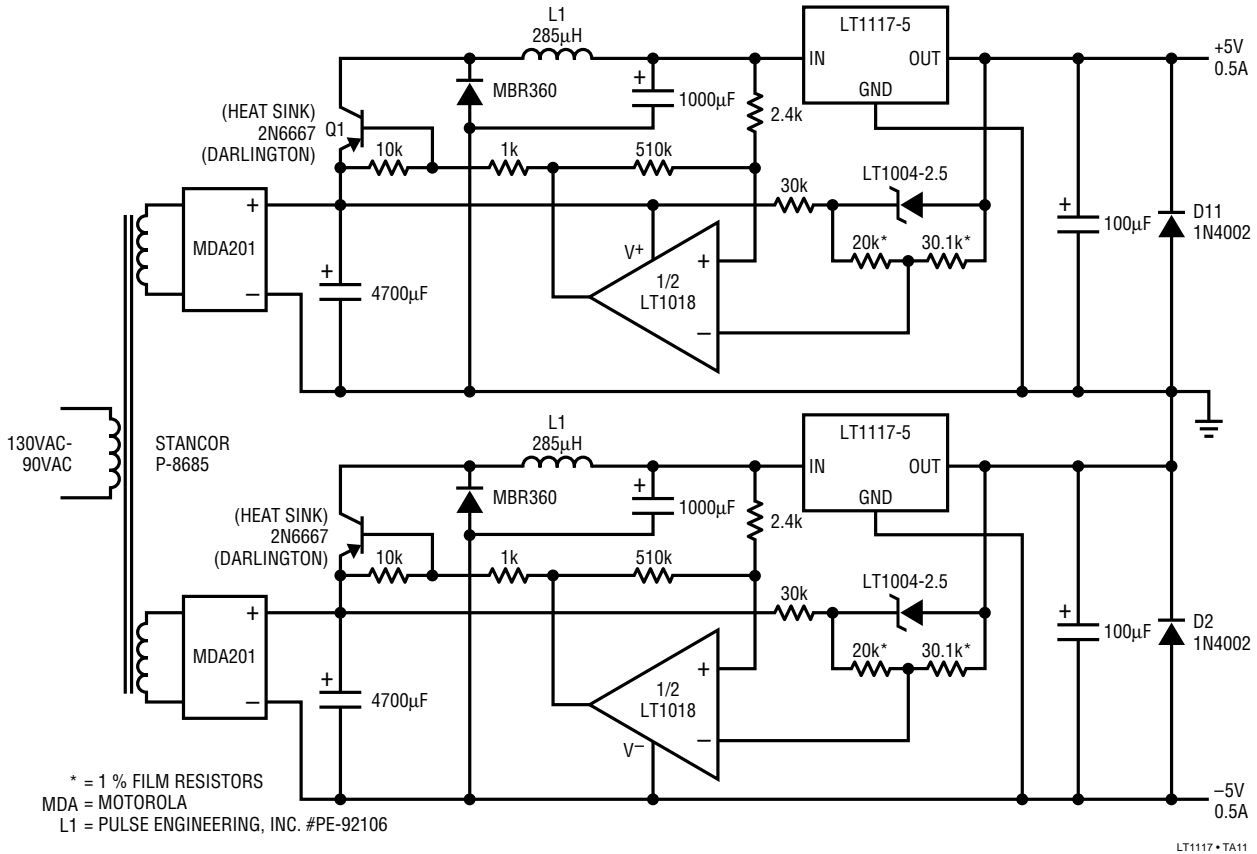 L1
285µH
LT1117-5
IN
OUT
GND
+5V
0.5A
MBR360
+
1000µF
2.4k
(HEAT SINK)
2N6667
(DARLINGTON)
Q1
10k
1k
510k
30k
LT1004-2.5
20k*
30.1k*
+
100µF
D11
1N4002
MDA201
+
–
+
4700µF
V+
+
–
1/2
LT1018
130VAC-
90VAC
STANCOR
P-8685
L1
285µH
LT1117-5
IN
OUT
GND
MBR360
+
1000µF
2.4k
(HEAT SINK)
2N6667
(DARLINGTON)
10k
1k
510k
30k
LT1004-2.5
20k*
30.1k*
+
100µF
D2
1N4002
MDA201
+
–
+
4700µF
+
–
1/2
LT1018
V–
–5V
0.5A
* = 1 % FILM RESISTORS
MDA = MOTOROLA
L1 = PULSE ENGINEERING, INC. #PE-92106
LT1117 • TA11